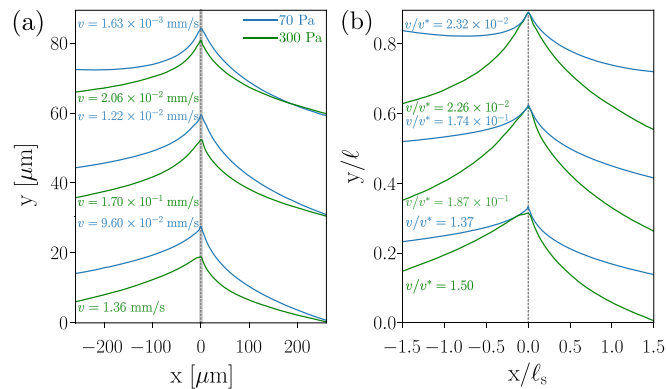 (a)
v = 1.63 × 10⁻³ mm/s
70 Pa
300 Pa
v = 2.06 × 10⁻² mm/s
v = 1.22 × 10⁻² mm/s
v = 1.70 × 10⁻¹ mm/s
v = 9.60 × 10⁻² mm/s
v = 1.36 mm/s
y [μm]
80
60
40
20
0
−200 −100 0 100 200
x [μm]
(b)
v/v* = 2.32 × 10⁻²
v/v* = 2.26 × 10⁻²
v/v* = 1.74 × 10⁻¹
v/v* = 1.87 × 10⁻¹
v/v* = 1.37
v/v* = 1.50
y/ℓ
0.8
0.6
0.4
0.2
0.0
−1.5 −1.0 −0.5 0.0 0.5 1.0 1.5
x/ℓₛ